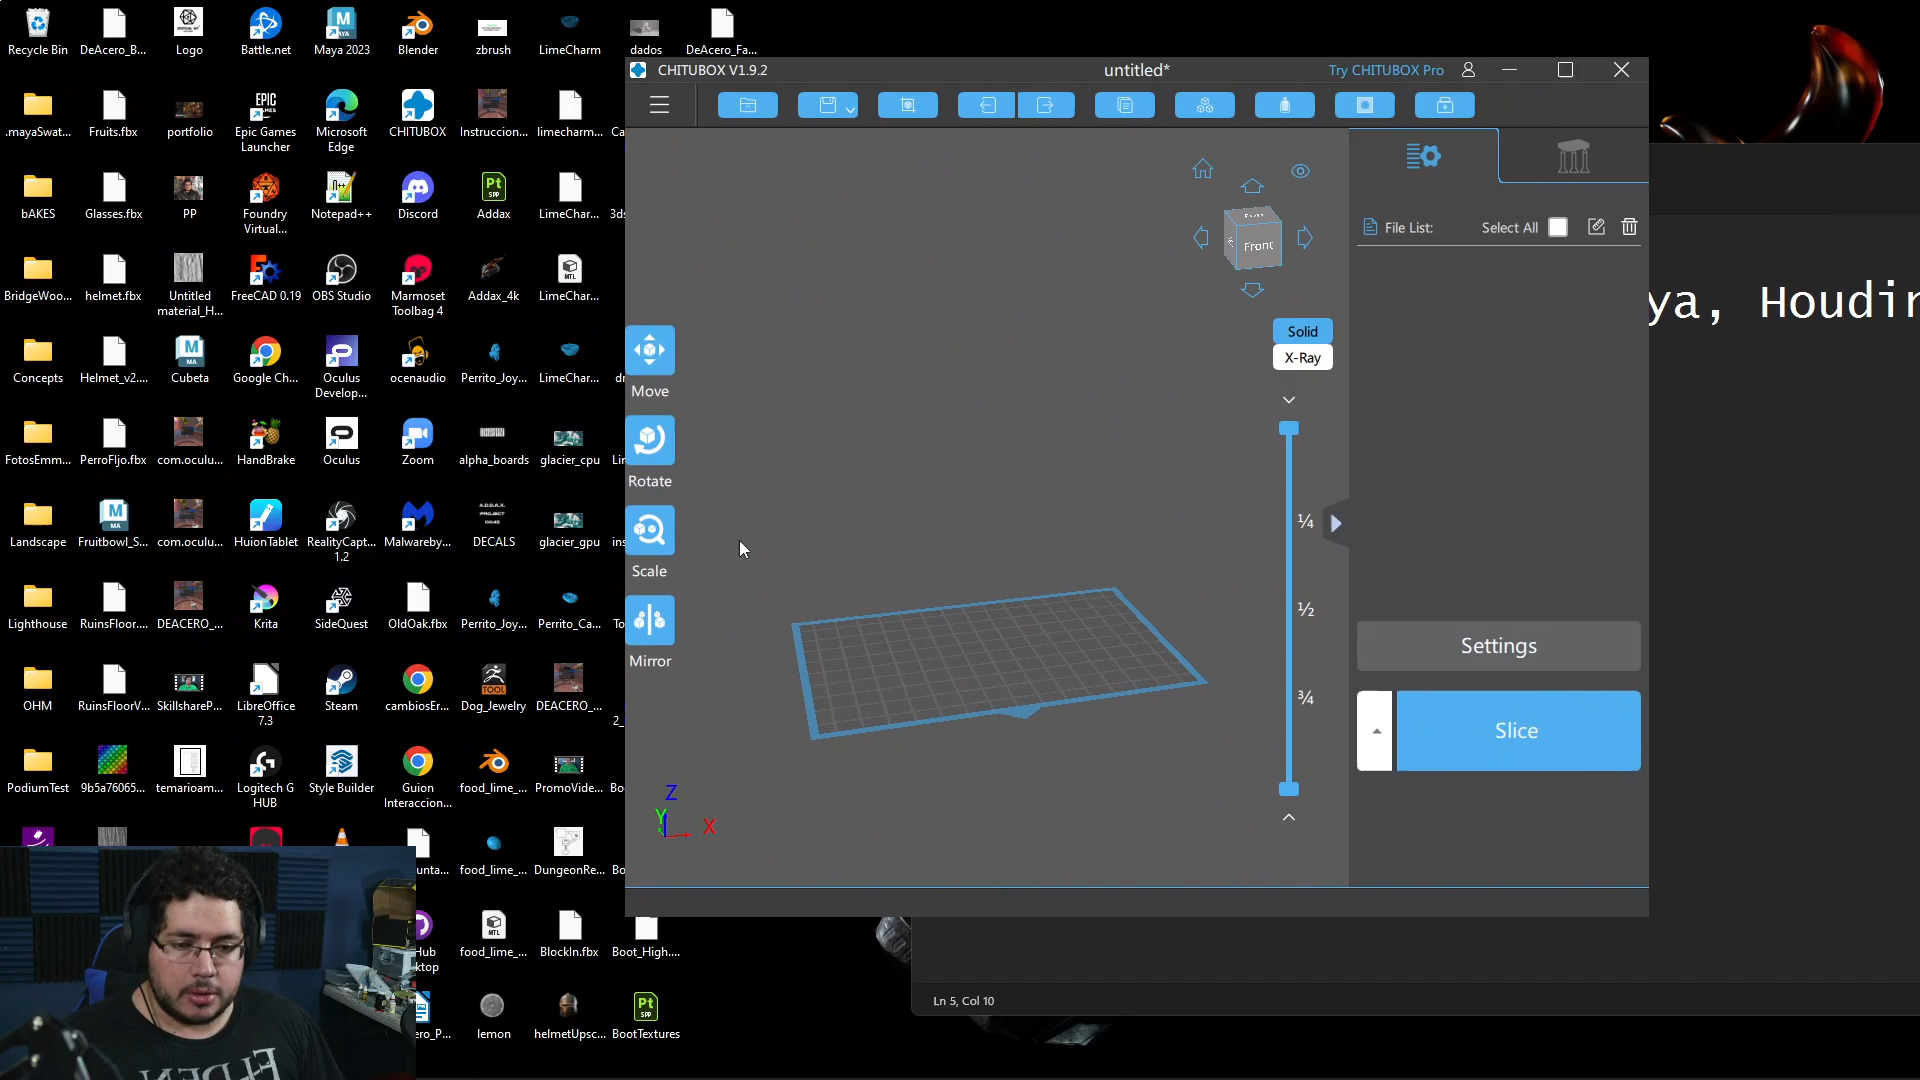 Recycle Bin
DeAcero_B...
Logo
Battle.net
Maya 2023
Blender
zbrush
LimeCharm
dados
DeAcero_Fa...
.mayaSwat...
Fruits.fbx
portfolio
Epic Games
Launcher
Microsoft
Edge
CHITUBOX
Instruccion...
limecharm...
bAKES
Glasses.fbx
PP
Foundry
Virtual...
Notepad++
Discord
Addax
LimeChar...
BridgeWoo...
helmet.fbx
Untitled
material_H...
FreeCAD 0.19
OBS Studio
Marmoset
Toolbag 4
Addax_4k
LimeChar...
Concepts
Helmet_v2....
Cubeta
Google Ch...
Oculus
Develop...
ocenaudio
Perrito_Joy...
LimeChar...
FotosEmm...
PerroFIjo.fbx
com.oculu...
HandBrake
Oculus
Zoom
alpha_boards
glacier_cpu
Landscape
Fruitbowl_S...
com.oculu...
HuionTablet
RealityCapt...
1.2
Malwareby...
DECALS
glacier_gpu
Lighthouse
RuinsFloor....
DEACERO_...
Krita
SideQuest
OldOak.fbx
Perrito_Joy...
Perrito_Ca...
OHM
RuinsFloorV...
SkillshareP...
LibreOffice
7.3
Steam
cambiosEr...
Dog_Jewelry
DEACERO_...
PodiumTest
9b5a76065...
temarioam...
Logitech G
HUB
Style Builder
Guion
Interaccion...
food_lime_...
PromoVide...
food_lime_...
DungeonRe...
food_lime_...
BlockIn.fbx
Boot_High....
lemon
helmetUpsc...
BootTextures
CHITUBOX V1.9.2
untitled*
Try CHITUBOX Pro
Front
Solid
X-Ray
Move
Rotate
Scale
Mirror
¼
½
¾
Z
Y
X
File List:
Select All
Settings
Slice
ya, Houdin
Ln 5, Col 10